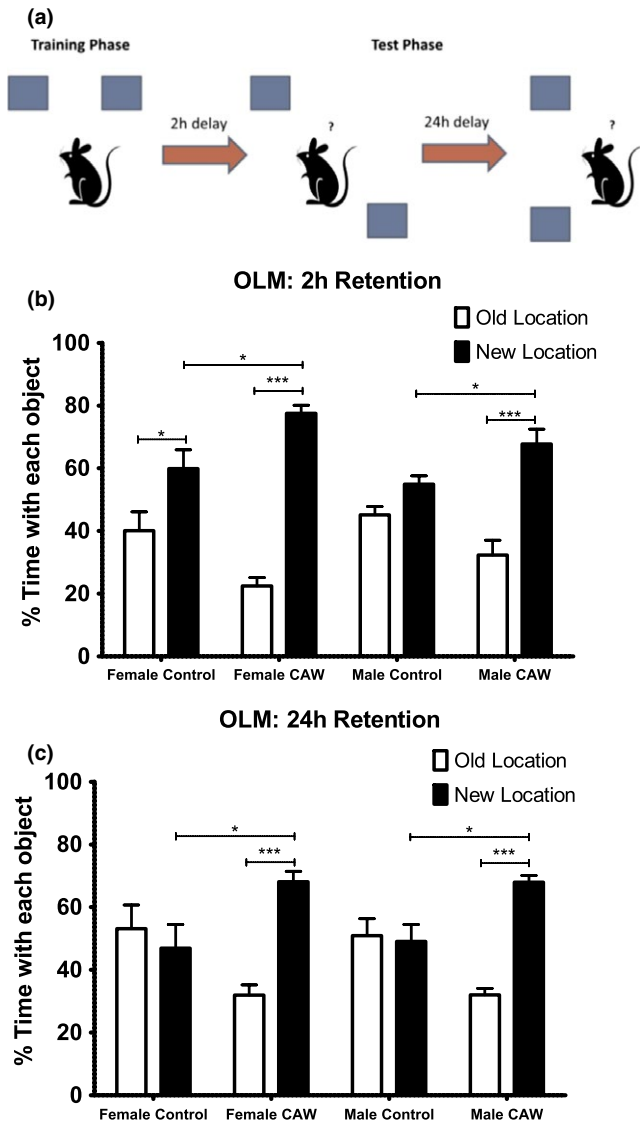 (a)
Training Phase
Test Phase
2h delay
?
24h delay
?
(b)
OLM: 2h Retention
Old Location
New Location
% Time with each object
100
80
60
40
20
0
*
***
*
*
***
*
Female Control
Female CAW
Male Control
Male CAW
OLM: 24h Retention
(c)
Old Location
New Location
% Time with each object
100
80
60
40
20
0
*
***
*
***
Female Control
Female CAW
Male Control
Male CAW